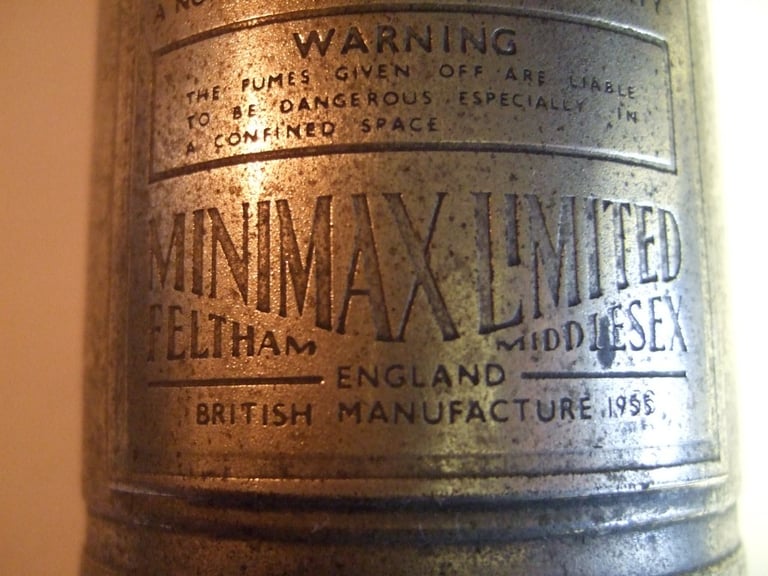 WARNING
THE FUMES GIVEN OFF ARE LIABLE
TO BE DANGEROUS ESPECIALLY IN
A CONFINED SPACE
MINIMAX LIMITED
FELTHAM MIDDLESEX
ENGLAND
BRITISH MANUFACTURE 1955